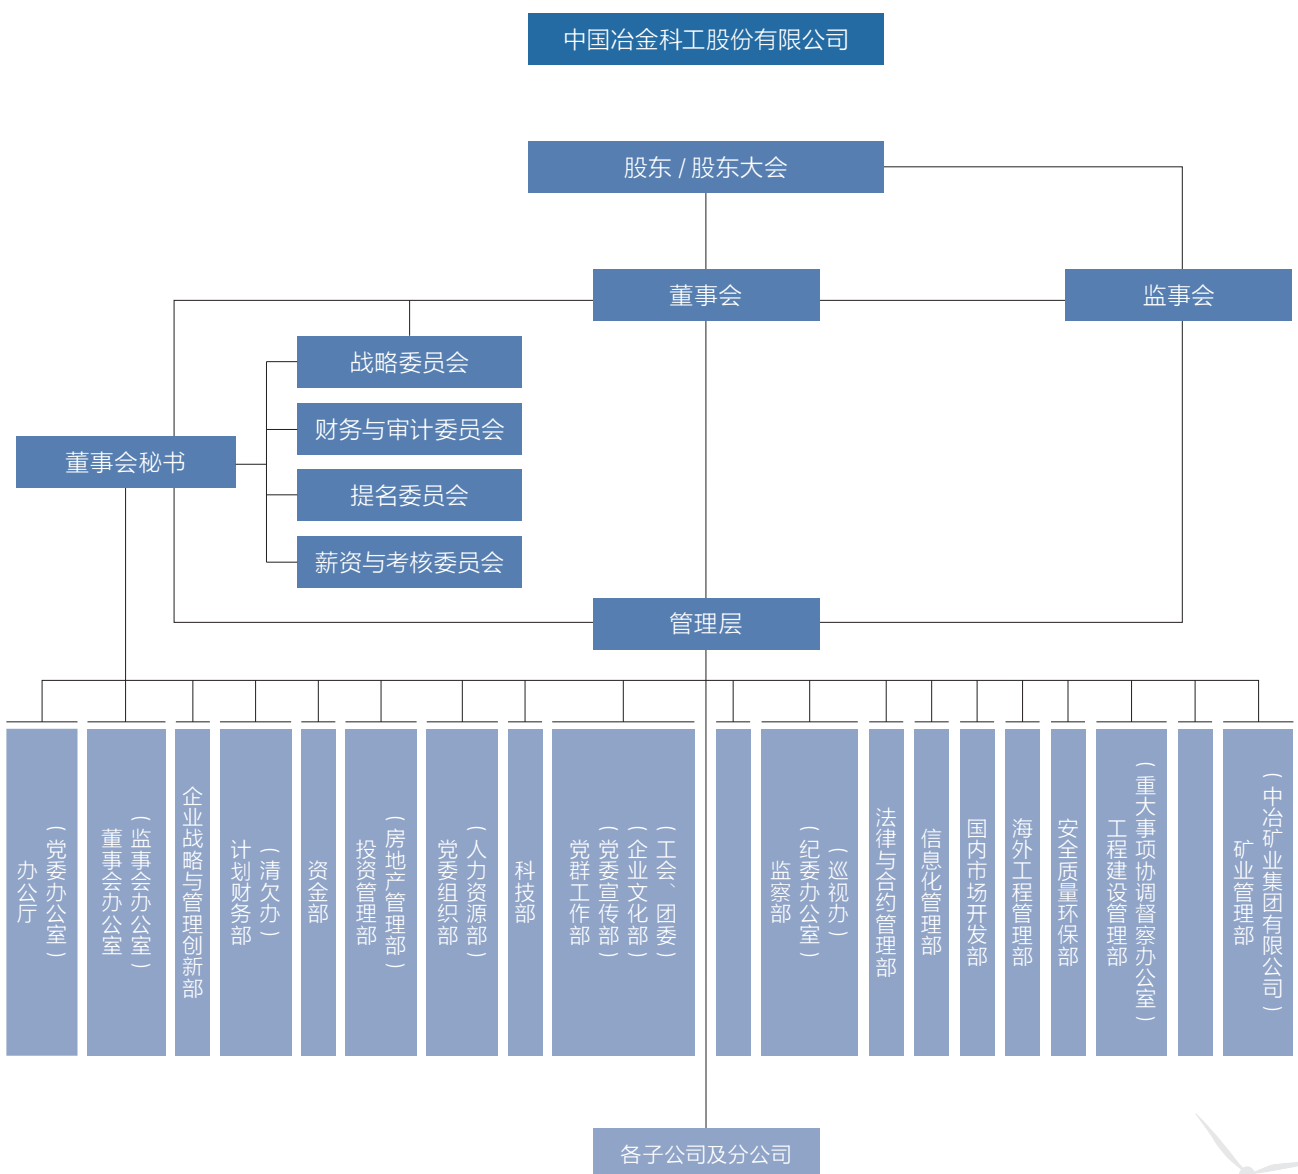 中国冶金科工股份有限公司
股东 / 股东大会
董事会
监事会
战略委员会
财务与审计委员会
董事会秘书
提名委员会
薪资与考核委员会
管理层
办公厅
(党委办公室)
董事会办公室
(监事会办公室)
企业战略与管理创新部
计划财务部
(清欠办)
资金部
投资管理部
(房地产管理部)
党委组织部
(人力资源部)
科技部
党群工作部
(党委宣传部)
(企业文化部)
(工会、团委)
监察部
(纪委办公室)
(巡视办)
法律与合约管理部
信息化管理部
国内市场开发部
海外工程管理部
安全质量环保部
工程建设管理部
(重大事项协调督察办公室)
矿业管理部
(中冶矿业集团有限公司)
各子公司及分公司